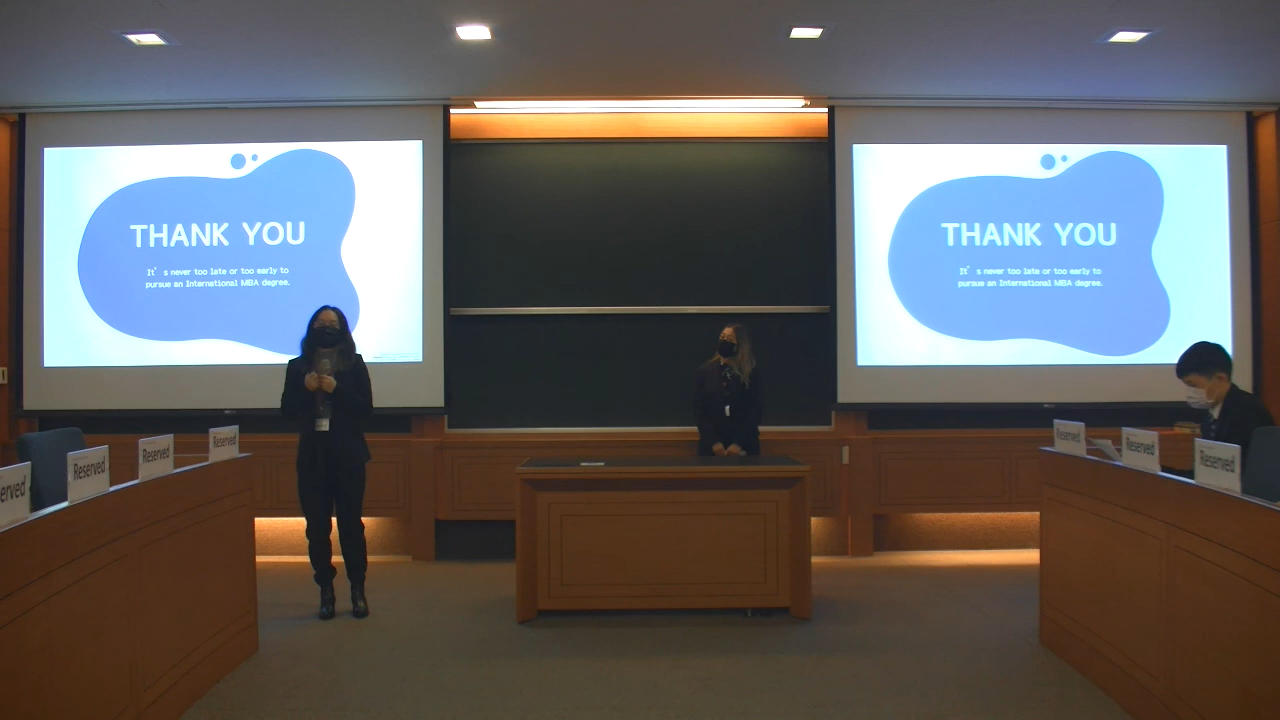 THANK YOU
It's never too late or too early to
pursue an International MBA degree.
THANK YOU
It's never too late or too early to
pursue an International MBA degree.
erved
Reserved
Reserved
Reserved
Reserved
Reserved
Reserved